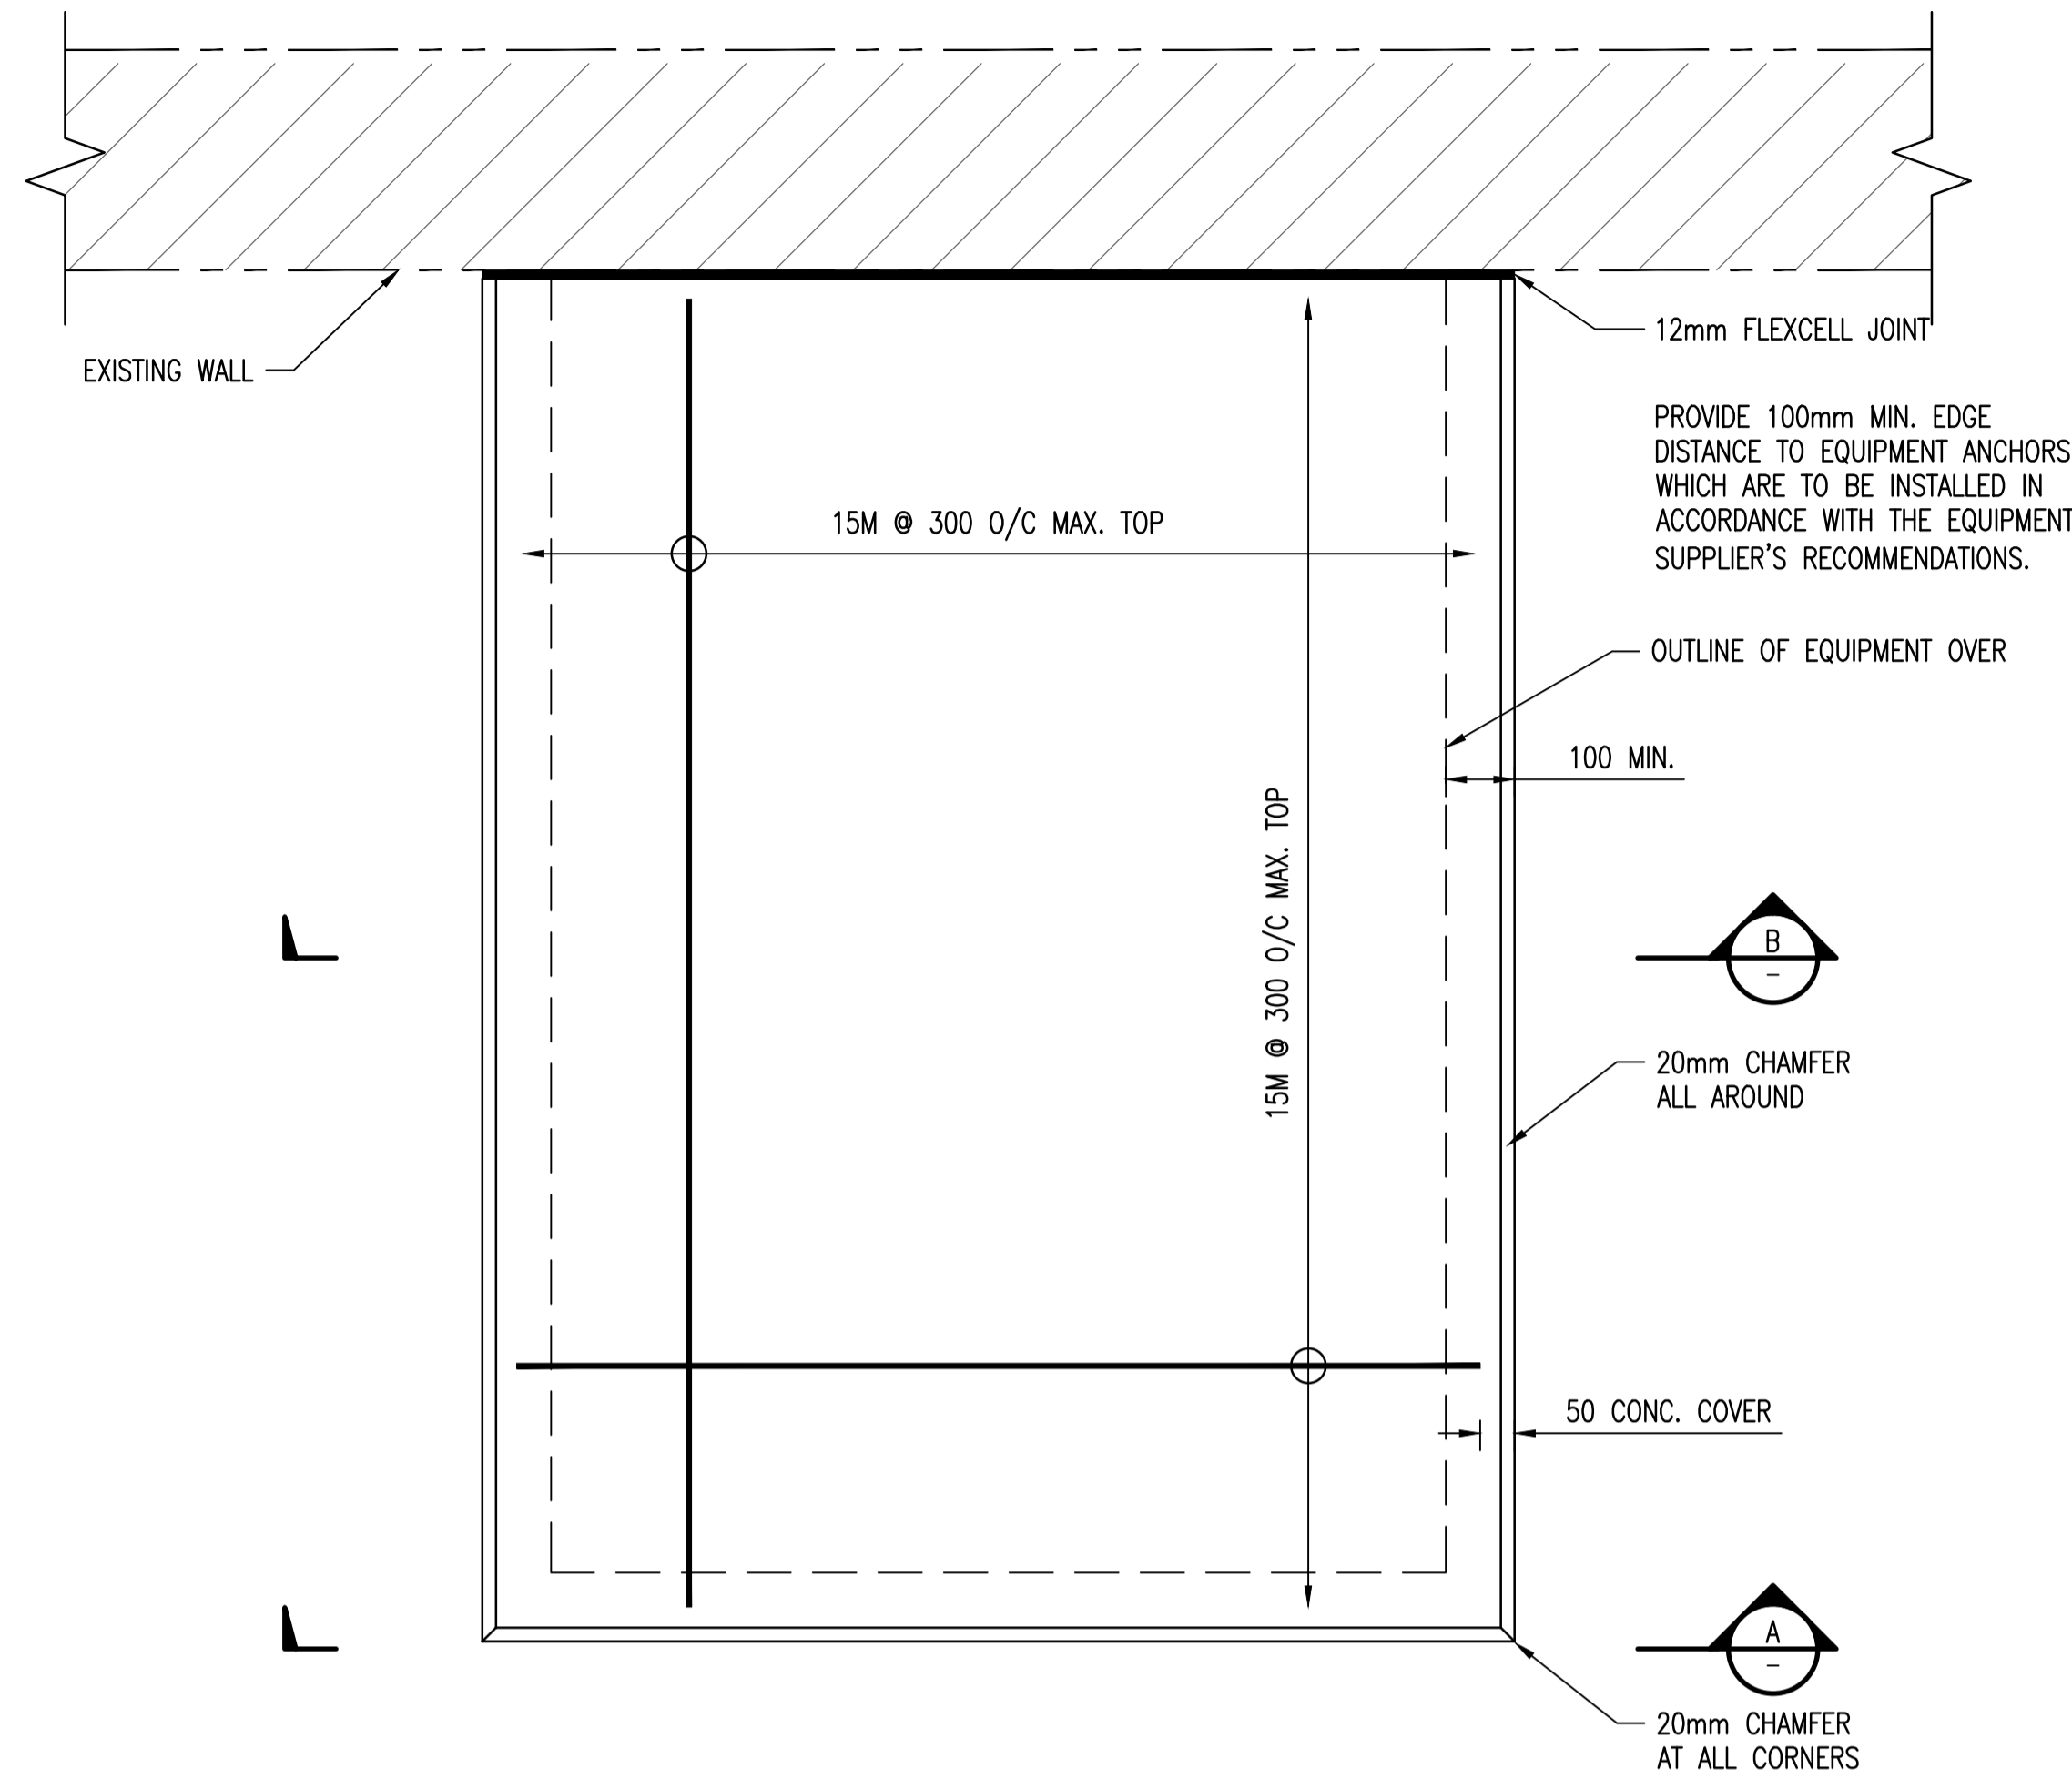 EXISTING WALL
12mm FLEXCELL JOINT
PROVIDE 100mm MIN. EDGE
DISTANCE TO EQUIPMENT ANCHORS
WHICH ARE TO BE INSTALLED IN
ACCORDANCE WITH THE EQUIPMENT
SUPPLIER'S RECOMMENDATIONS.
15M @ 300 O/C MAX. TOP
OUTLINE OF EQUIPMENT OVER
100 MIN.
15M @ 300 O/C MAX. TOP
B
-
20mm CHAMFER
ALL AROUND
50 CONC. COVER
A
-
20mm CHAMFER
AT ALL CORNERS